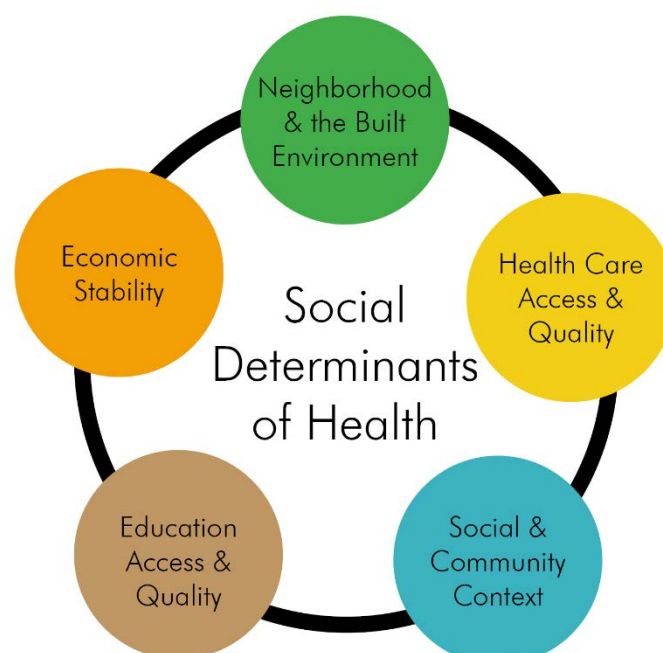 Neighborhood
& the Built
Environment
Economic
Stability
Health Care
Access &
Quality
Social
Determinants
of Health
Education
Access &
Quality
Social &
Community
Context